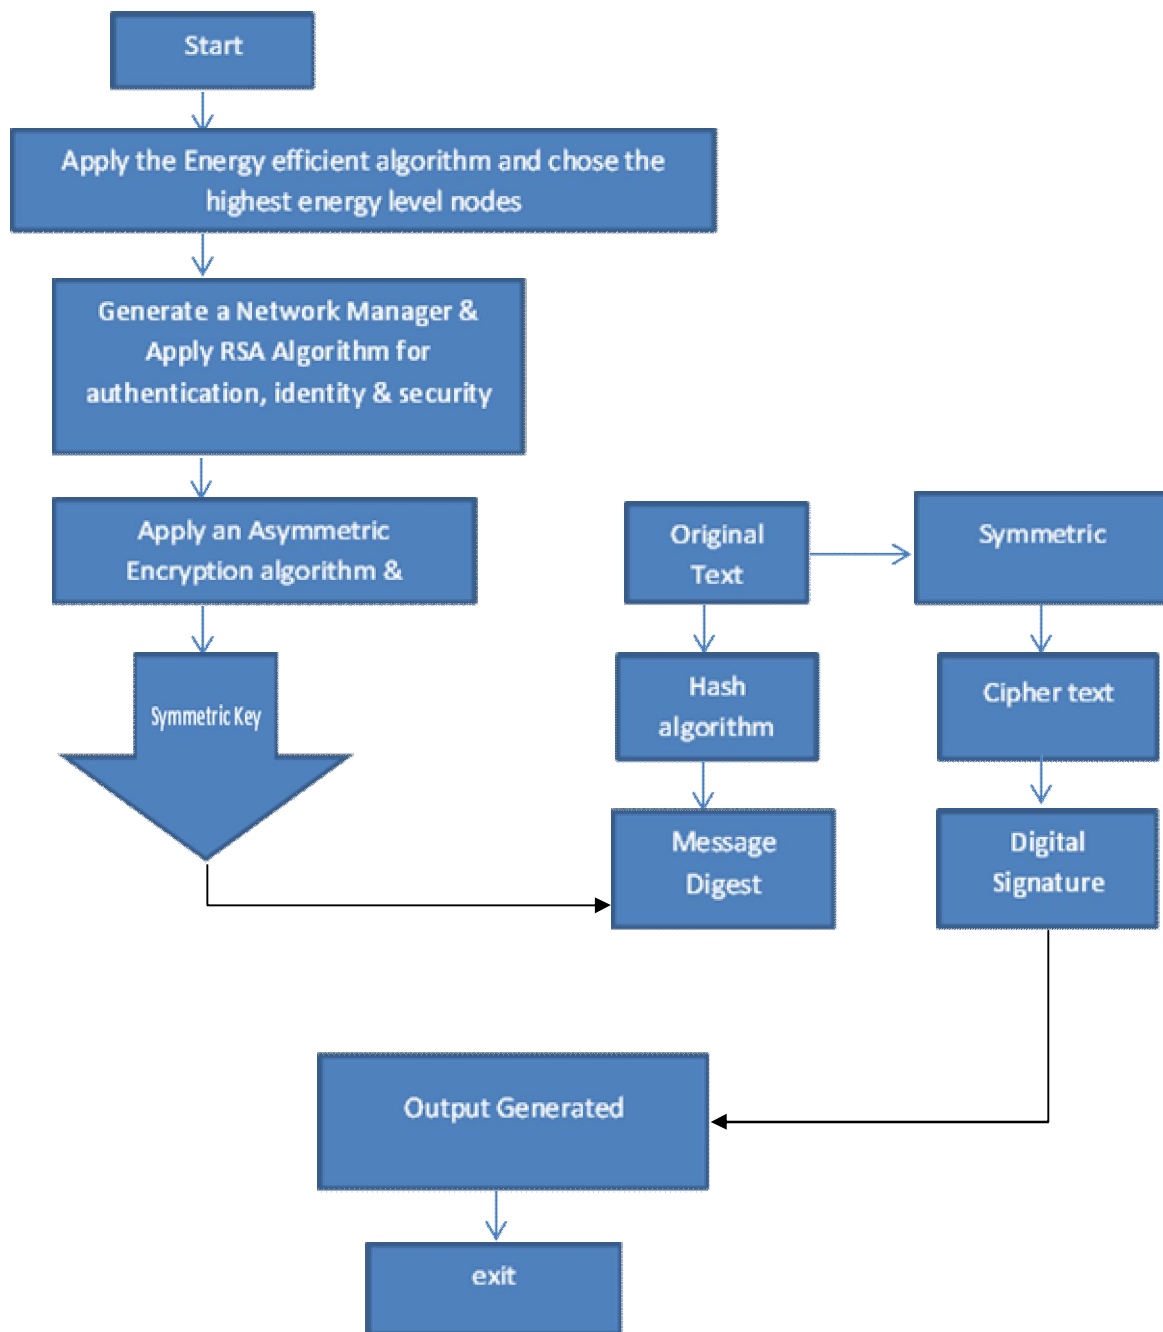 Start
Apply the Energy efficient algorithm and chose the
highest energy level nodes
Generate a Network Manager &
Apply RSA Algorithm for
authentication, identity & security
Apply an Asymmetric
Encryption algorithm &
Symmetric Key
Original
Text
Symmetric
Hash
algorithm
Cipher text
Message
Digest
Digital
Signature
Output Generated
exit